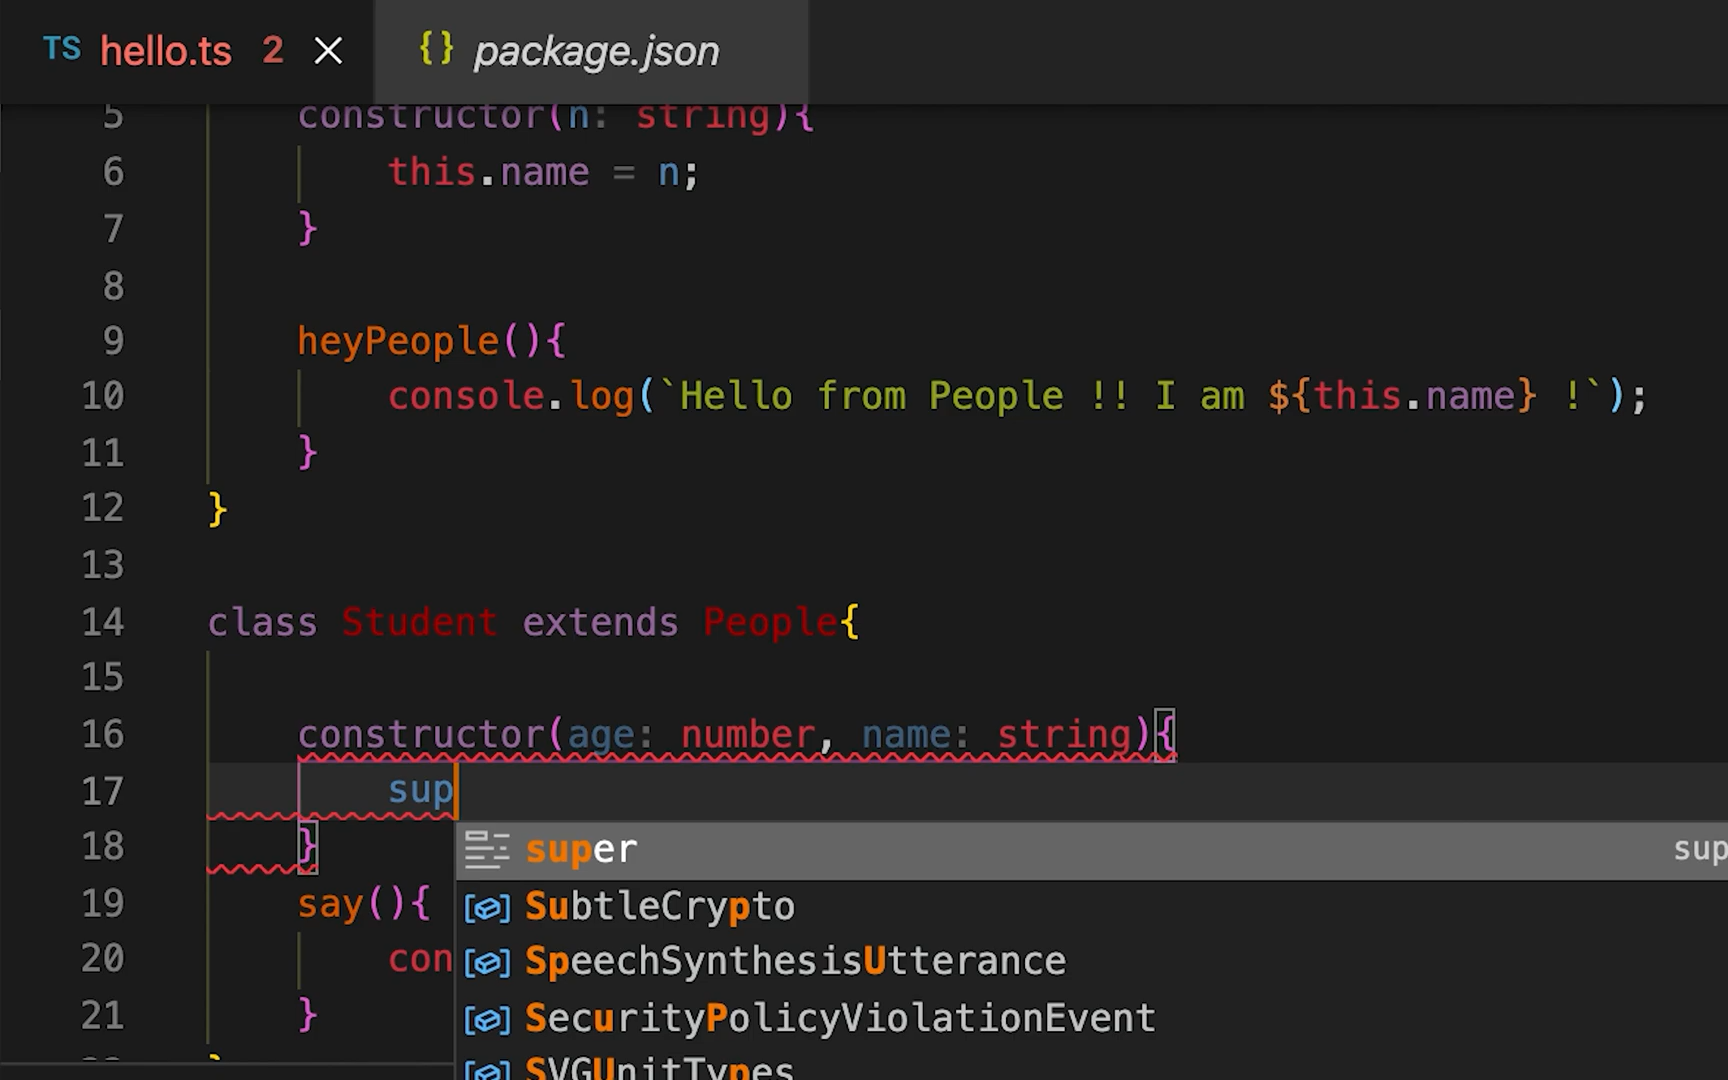 TS hello.ts 2 × {} package.json
5 constructor(n: string){
6 this.name = n;
7 }
8
9 heyPeople(){
10 console.log(`Hello from People !! I am ${this.name} !`);
11 }
12 }
13
14 class Student extends People{
15
16 constructor(age: number, name: string){
17 sup
18 } super sup
19 say(){ SubtleCrypto
20 con SpeechSynthesisUtterance
21 } SecurityPolicyViolationEvent
} SVGUnitTypes